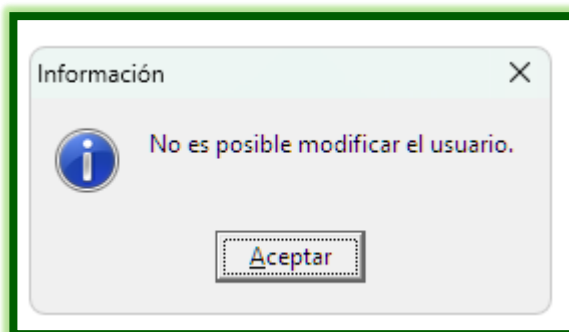 Información
No es posible modificar el usuario.
Aceptar